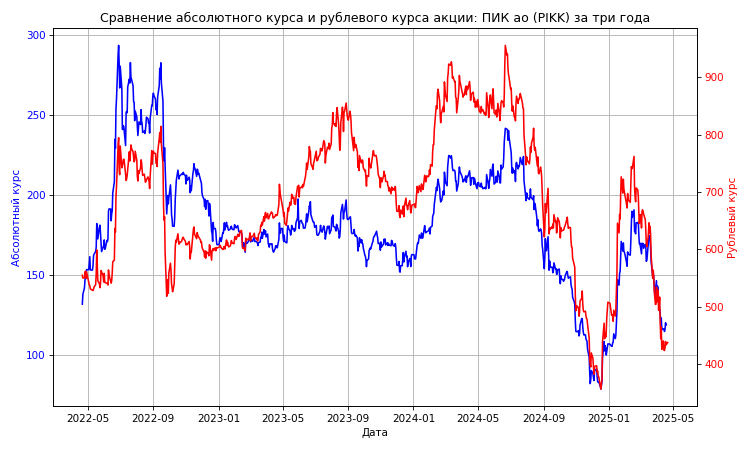 Сравнение абсолютного курса и рублевого курса акции: ПИК ао (PIKK) за три года
300
250
200
150
100
Абсолютный курс
900
800
700
600
500
400
Рублевый курс
2022-05 2022-09 2023-01 2023-05 2023-09 2024-01 2024-05 2024-09 2025-01 2025-05
Дата